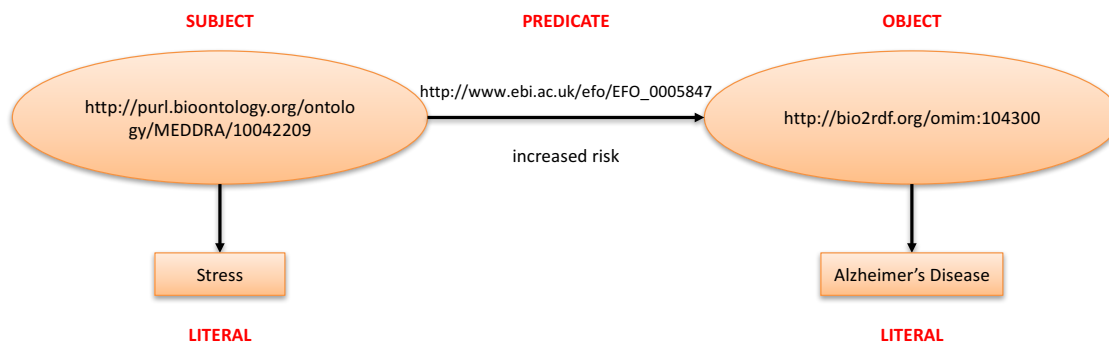 SUBJECT
PREDICATE
OBJECT
http://purl.bioontology.org/ontolo
gy/MEDDRA/10042209
http://www.ebi.ac.uk/efo/EFO_0005847
increased risk
http://bio2rdf.org/omim:104300
Stress
Alzheimer’s Disease
LITERAL
LITERAL